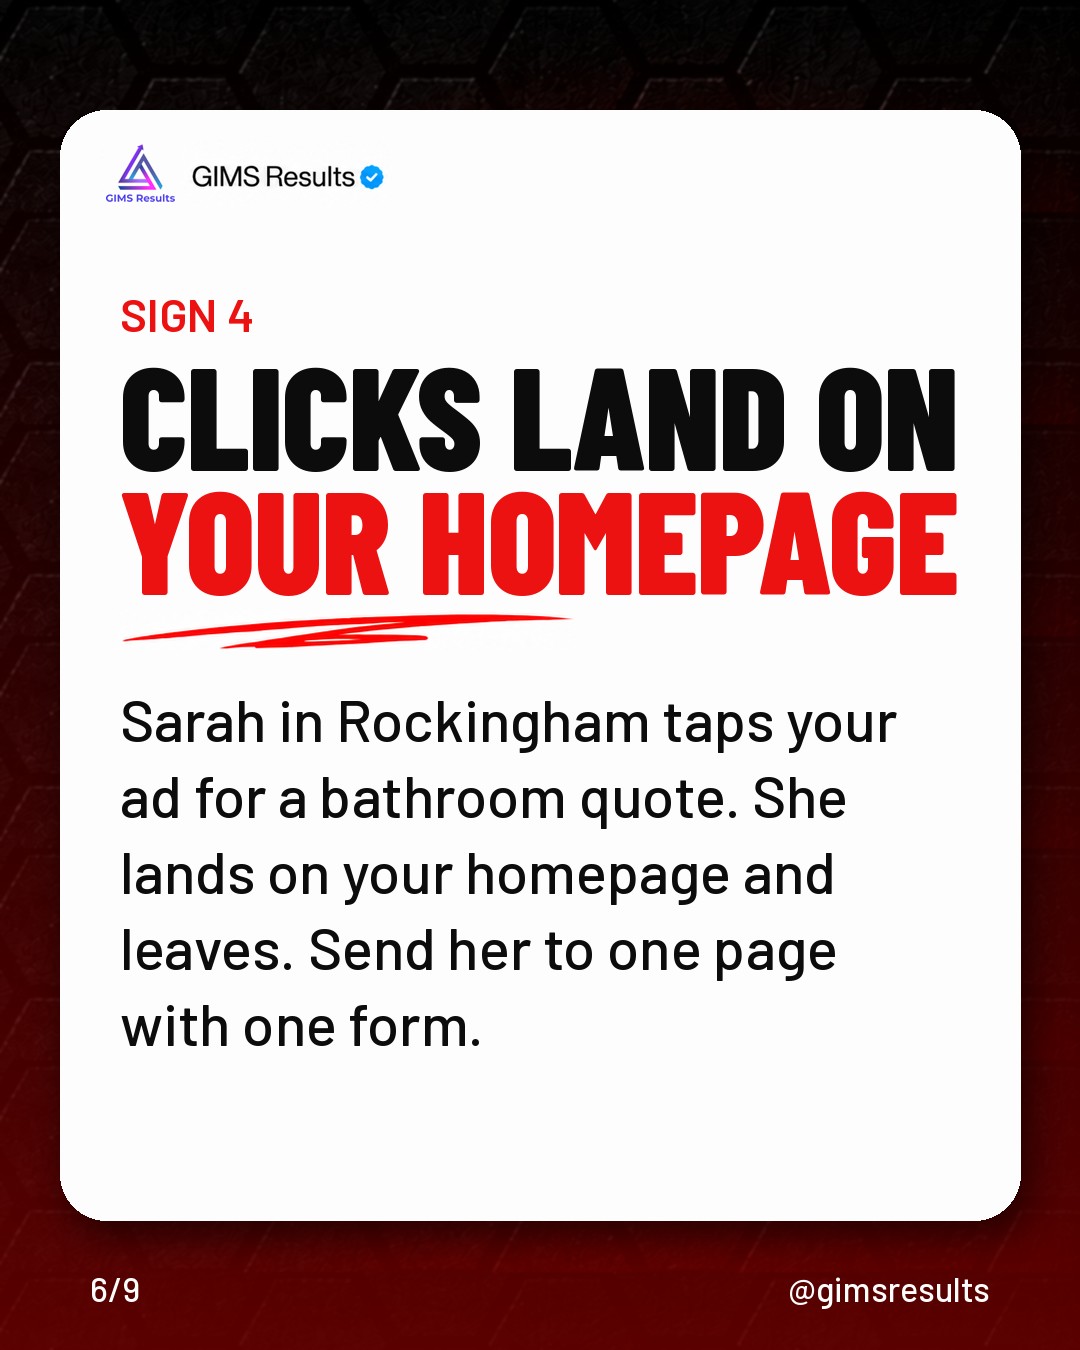 GIMS Results
GIMS Results
SIGN 4
CLICKS LAND ON
YOUR HOMEPAGE
Sarah in Rockingham taps your
ad for a bathroom quote. She
lands on your homepage and
leaves. Send her to one page
with one form.
6/9
@gimsresults